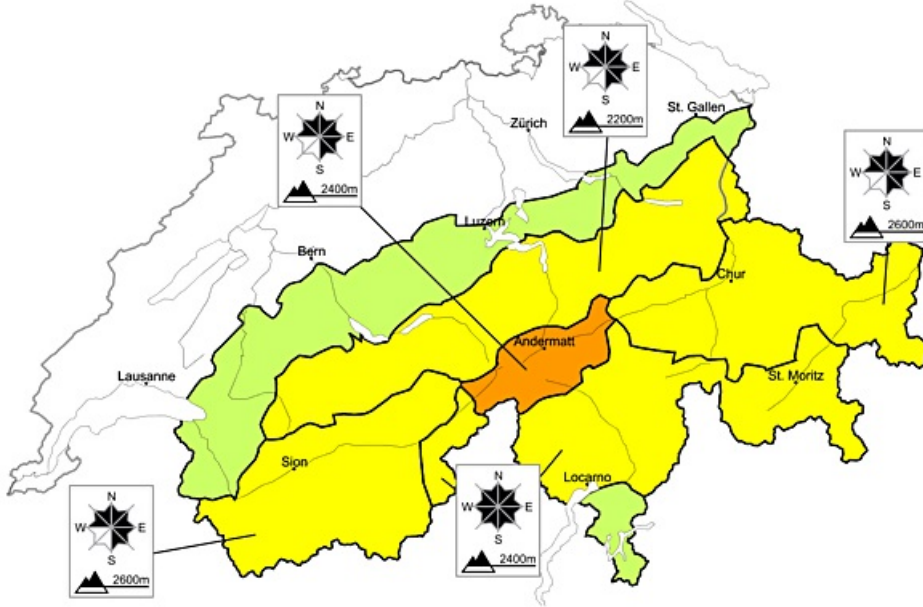 N
W E
S
2200m
St. Gallen
Zürich
N
W E
S
2400m
N
W E
S
2600m
Luzern
Bern
Chur
Andermatt
Lausanne
St. Moritz
Sion
Locarno
N
W E
S
2400m
N
W E
S
2600m